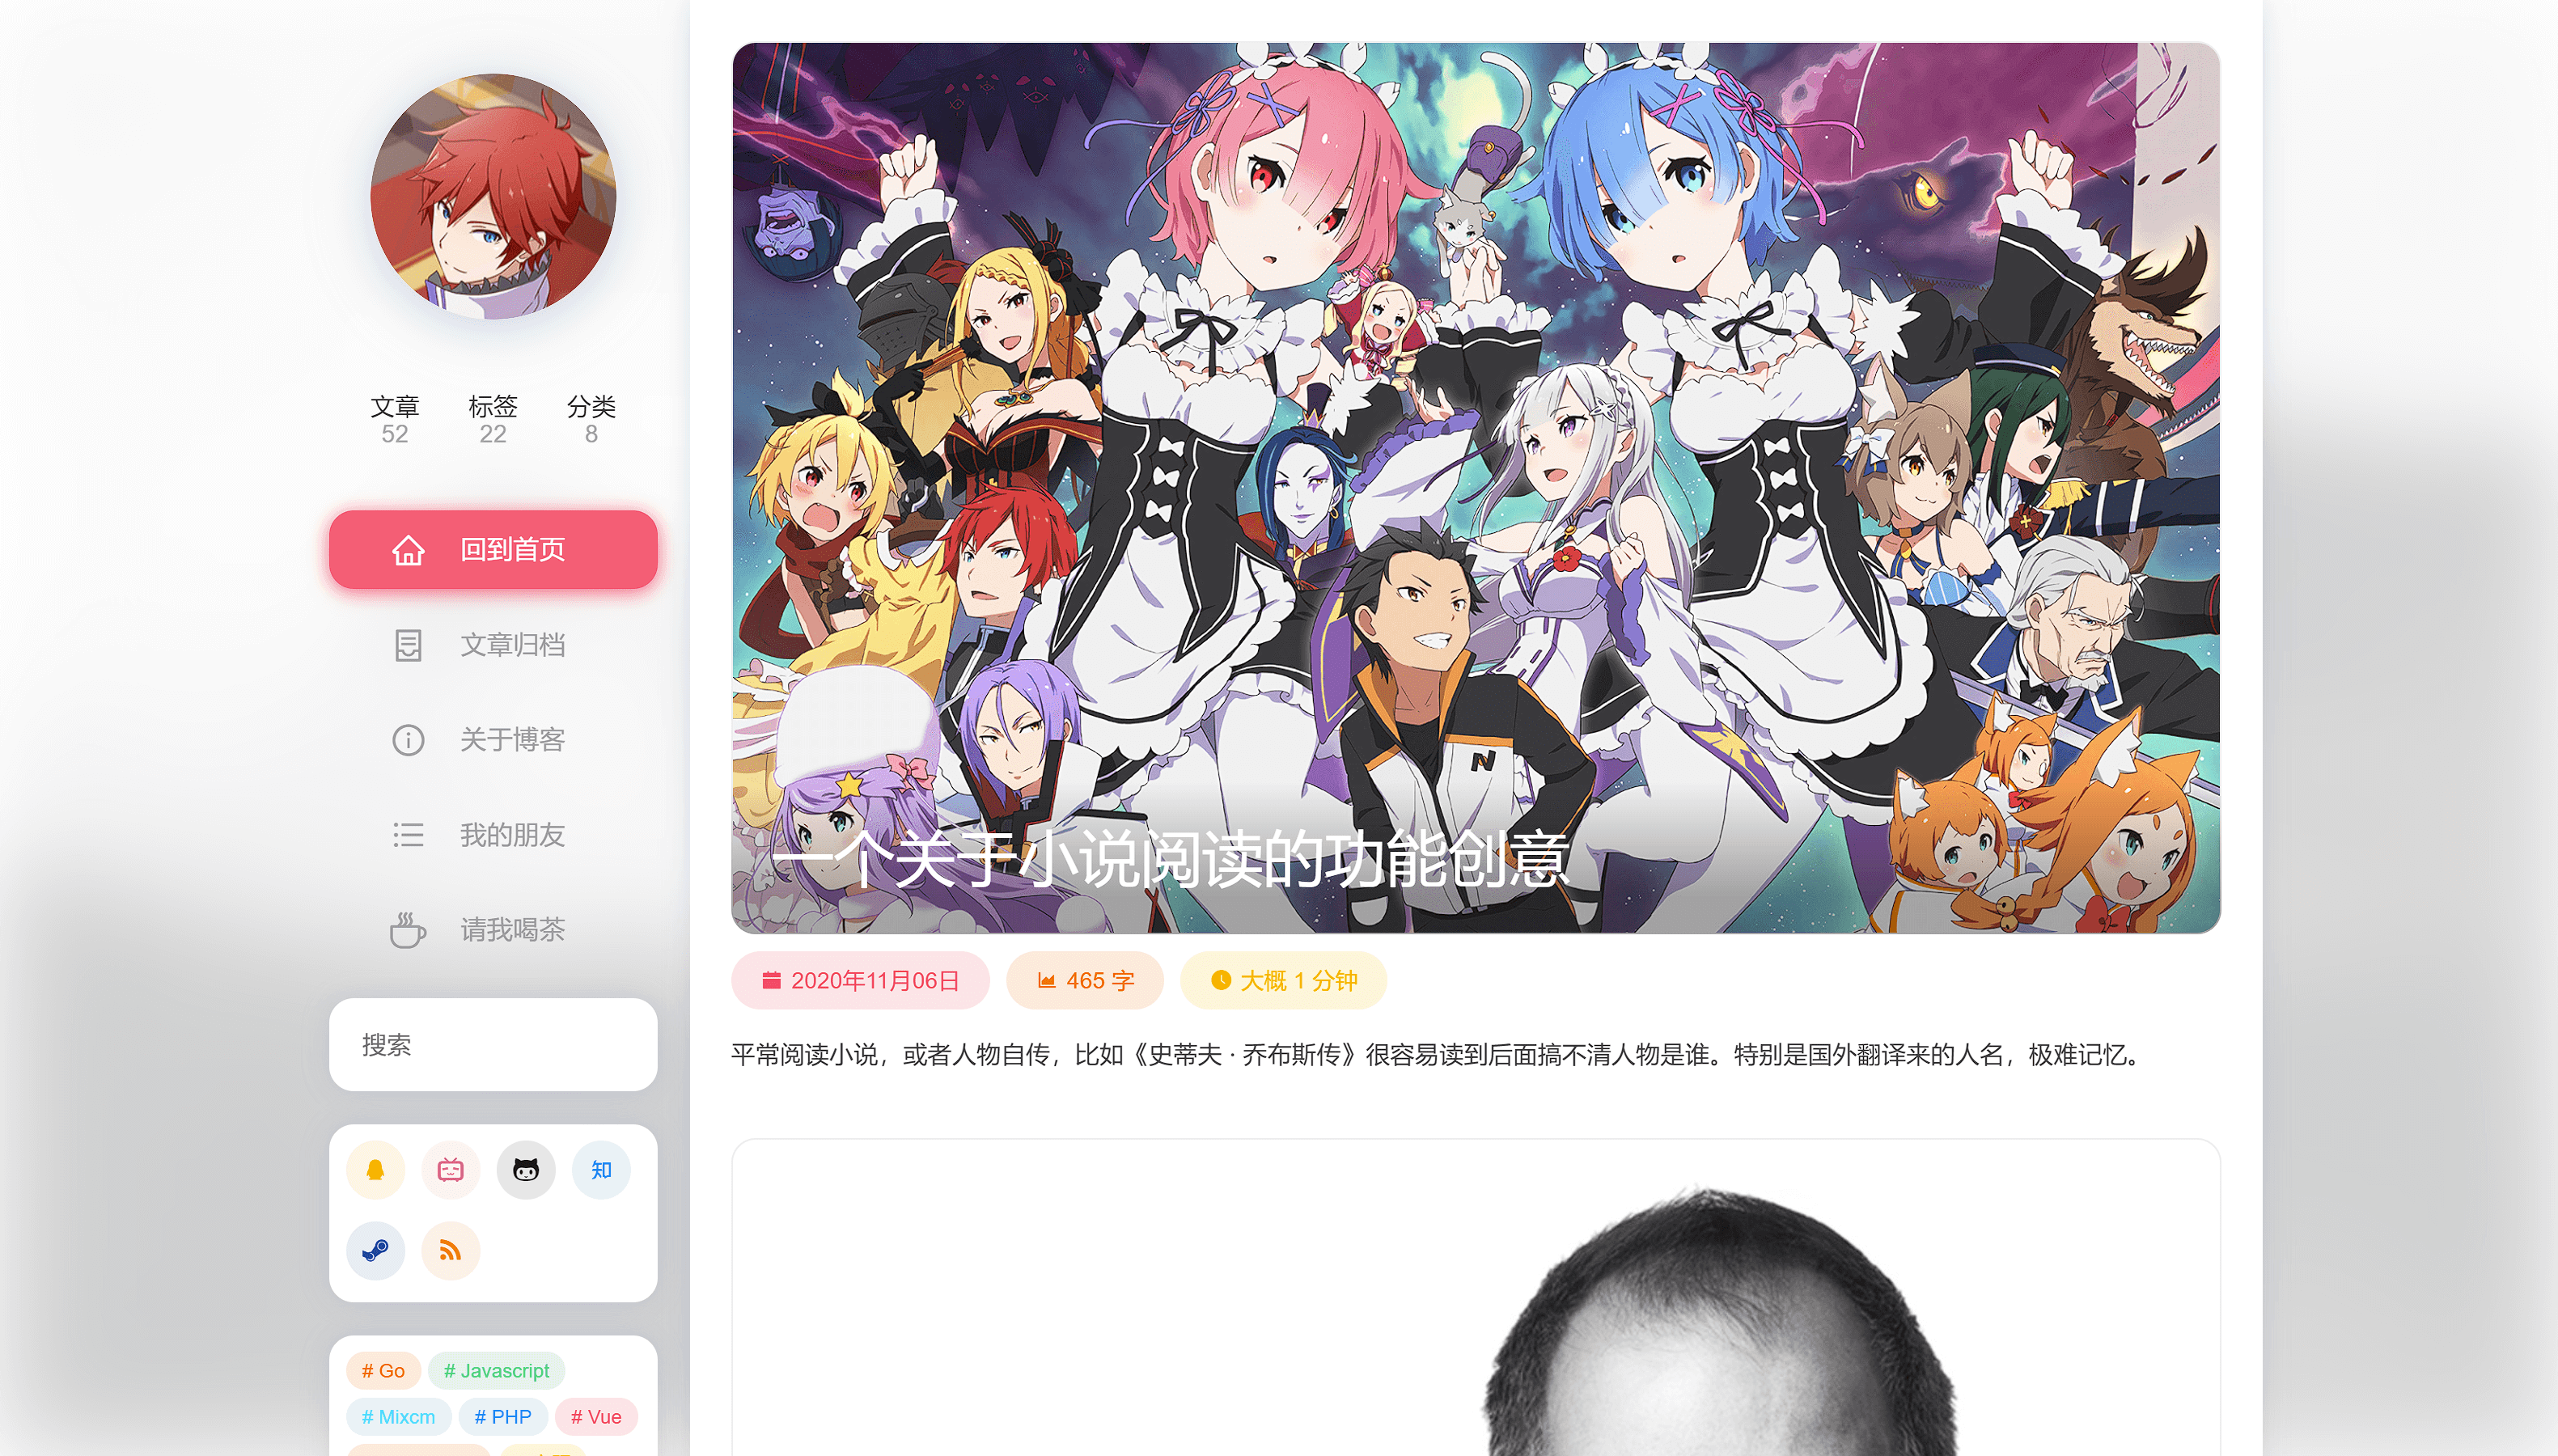 文章 标签 分类
52 22 8
回到首页
文章归档
关于博客
我的朋友
请我喝茶
搜索
知
# Go # Javascript
# Mixcm # PHP # Vue
一个关于小说阅读的功能创意
2020年11月06日 465 字 大概 1 分钟
平常阅读小说，或者人物自传，比如《史蒂夫 · 乔布斯传》很容易读到后面搞不清人物是谁。特别是国外翻译来的人名，极难记忆。